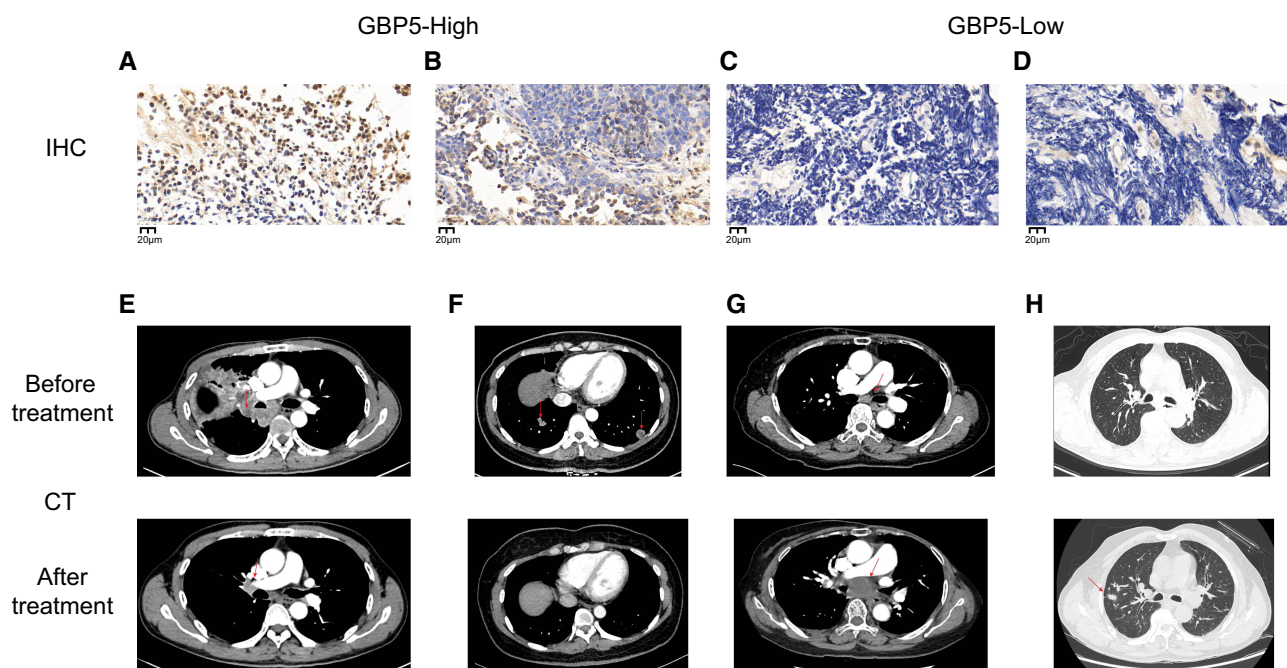 GBP5-High GBP5-Low
A B C D
IHC
20μm 20μm 20μm 20μm
E F G H
Before
treatment
CT
After
treatment